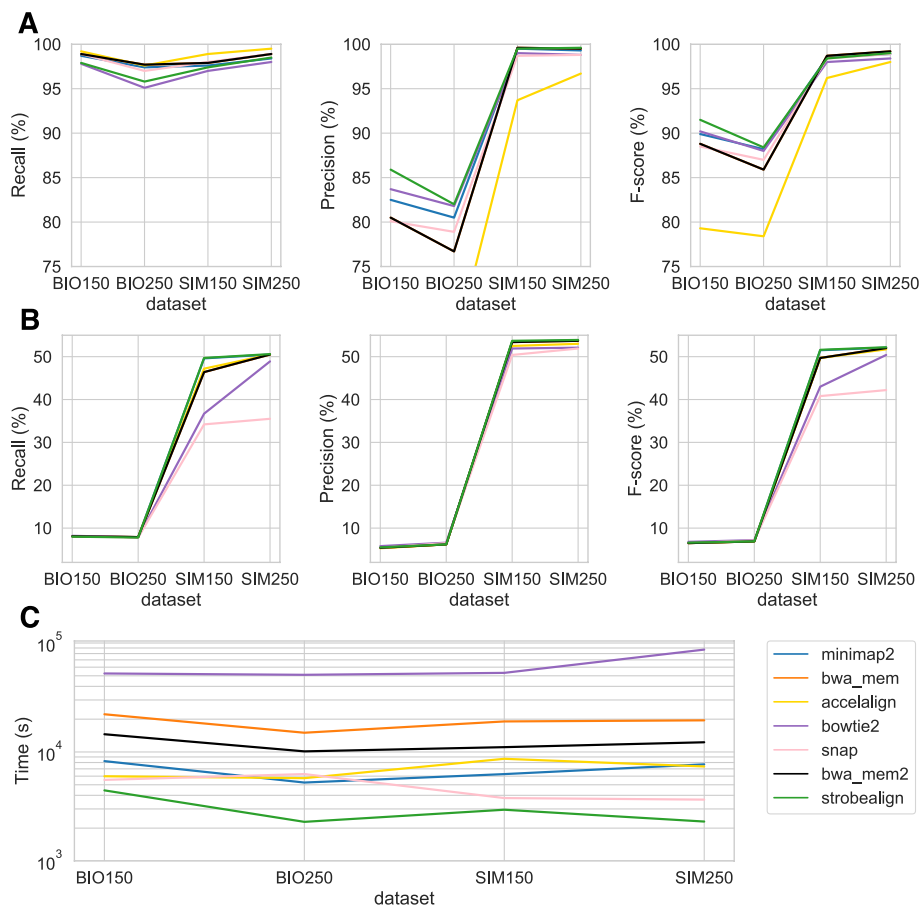 A
Recall (%)
100
95
90
85
80
75
BIO150 BIO250 SIM150 SIM250
dataset
Precision (%)
100
95
90
85
80
75
BIO150 BIO250 SIM150 SIM250
dataset
F-score (%)
100
95
90
85
80
75
BIO150 BIO250 SIM150 SIM250
dataset
B
Recall (%)
50
40
30
20
10
BIO150 BIO250 SIM150 SIM250
dataset
Precision (%)
50
40
30
20
10
BIO150 BIO250 SIM150 SIM250
dataset
F-score (%)
50
40
30
20
10
BIO150 BIO250 SIM150 SIM250
dataset
C
Time (s)
10^5
10^4
10^3
BIO150 BIO250 SIM150 SIM250
dataset
minimap2
bwa_mem
accelalign
bowtie2
snap
bwa_mem2
strobealign